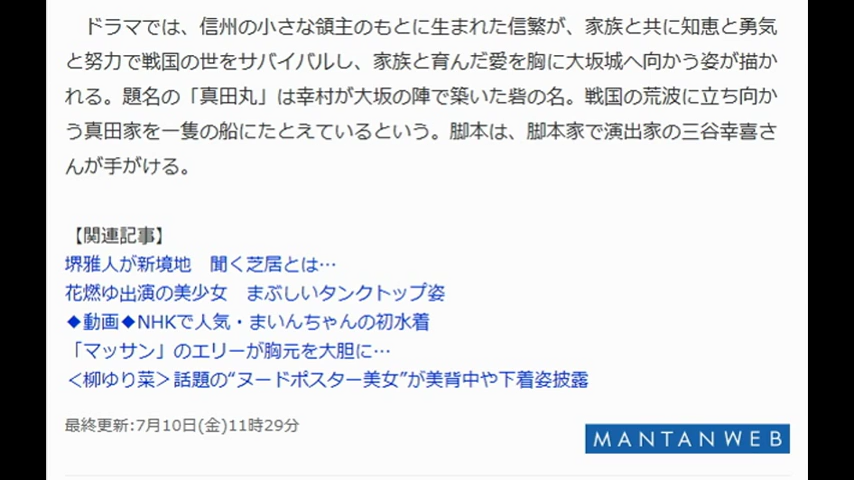 ドラマでは、信州の小さな領主のもとに生まれた信繁が、家族と共に知恵と勇気
と努力で戦国の世をサバイバルし、家族と育んだ愛を胸に大坂城へ向かう姿が描か
れる。題名の「真田丸」は幸村が大坂の陣で築いた砦の名。戦国の荒波に立ち向か
う真田家を一隻の船にたとえているという。脚本は、脚本家で演出家の三谷幸喜さ
んが手がける。
【関連記事】
堺雅人が新境地　聞く芝居とは…
花燃ゆ出演の美少女　まぶしいタンクトップ姿
◆動画◆NHKで人気・まいんちゃんの初水着
「マッサン」のエリーが胸元を大胆に…
＜柳ゆり菜＞話題の“ヌードポスター美女”が美背中や下着姿披露
最終更新:7月10日(金)11時29分
MANTANWEB